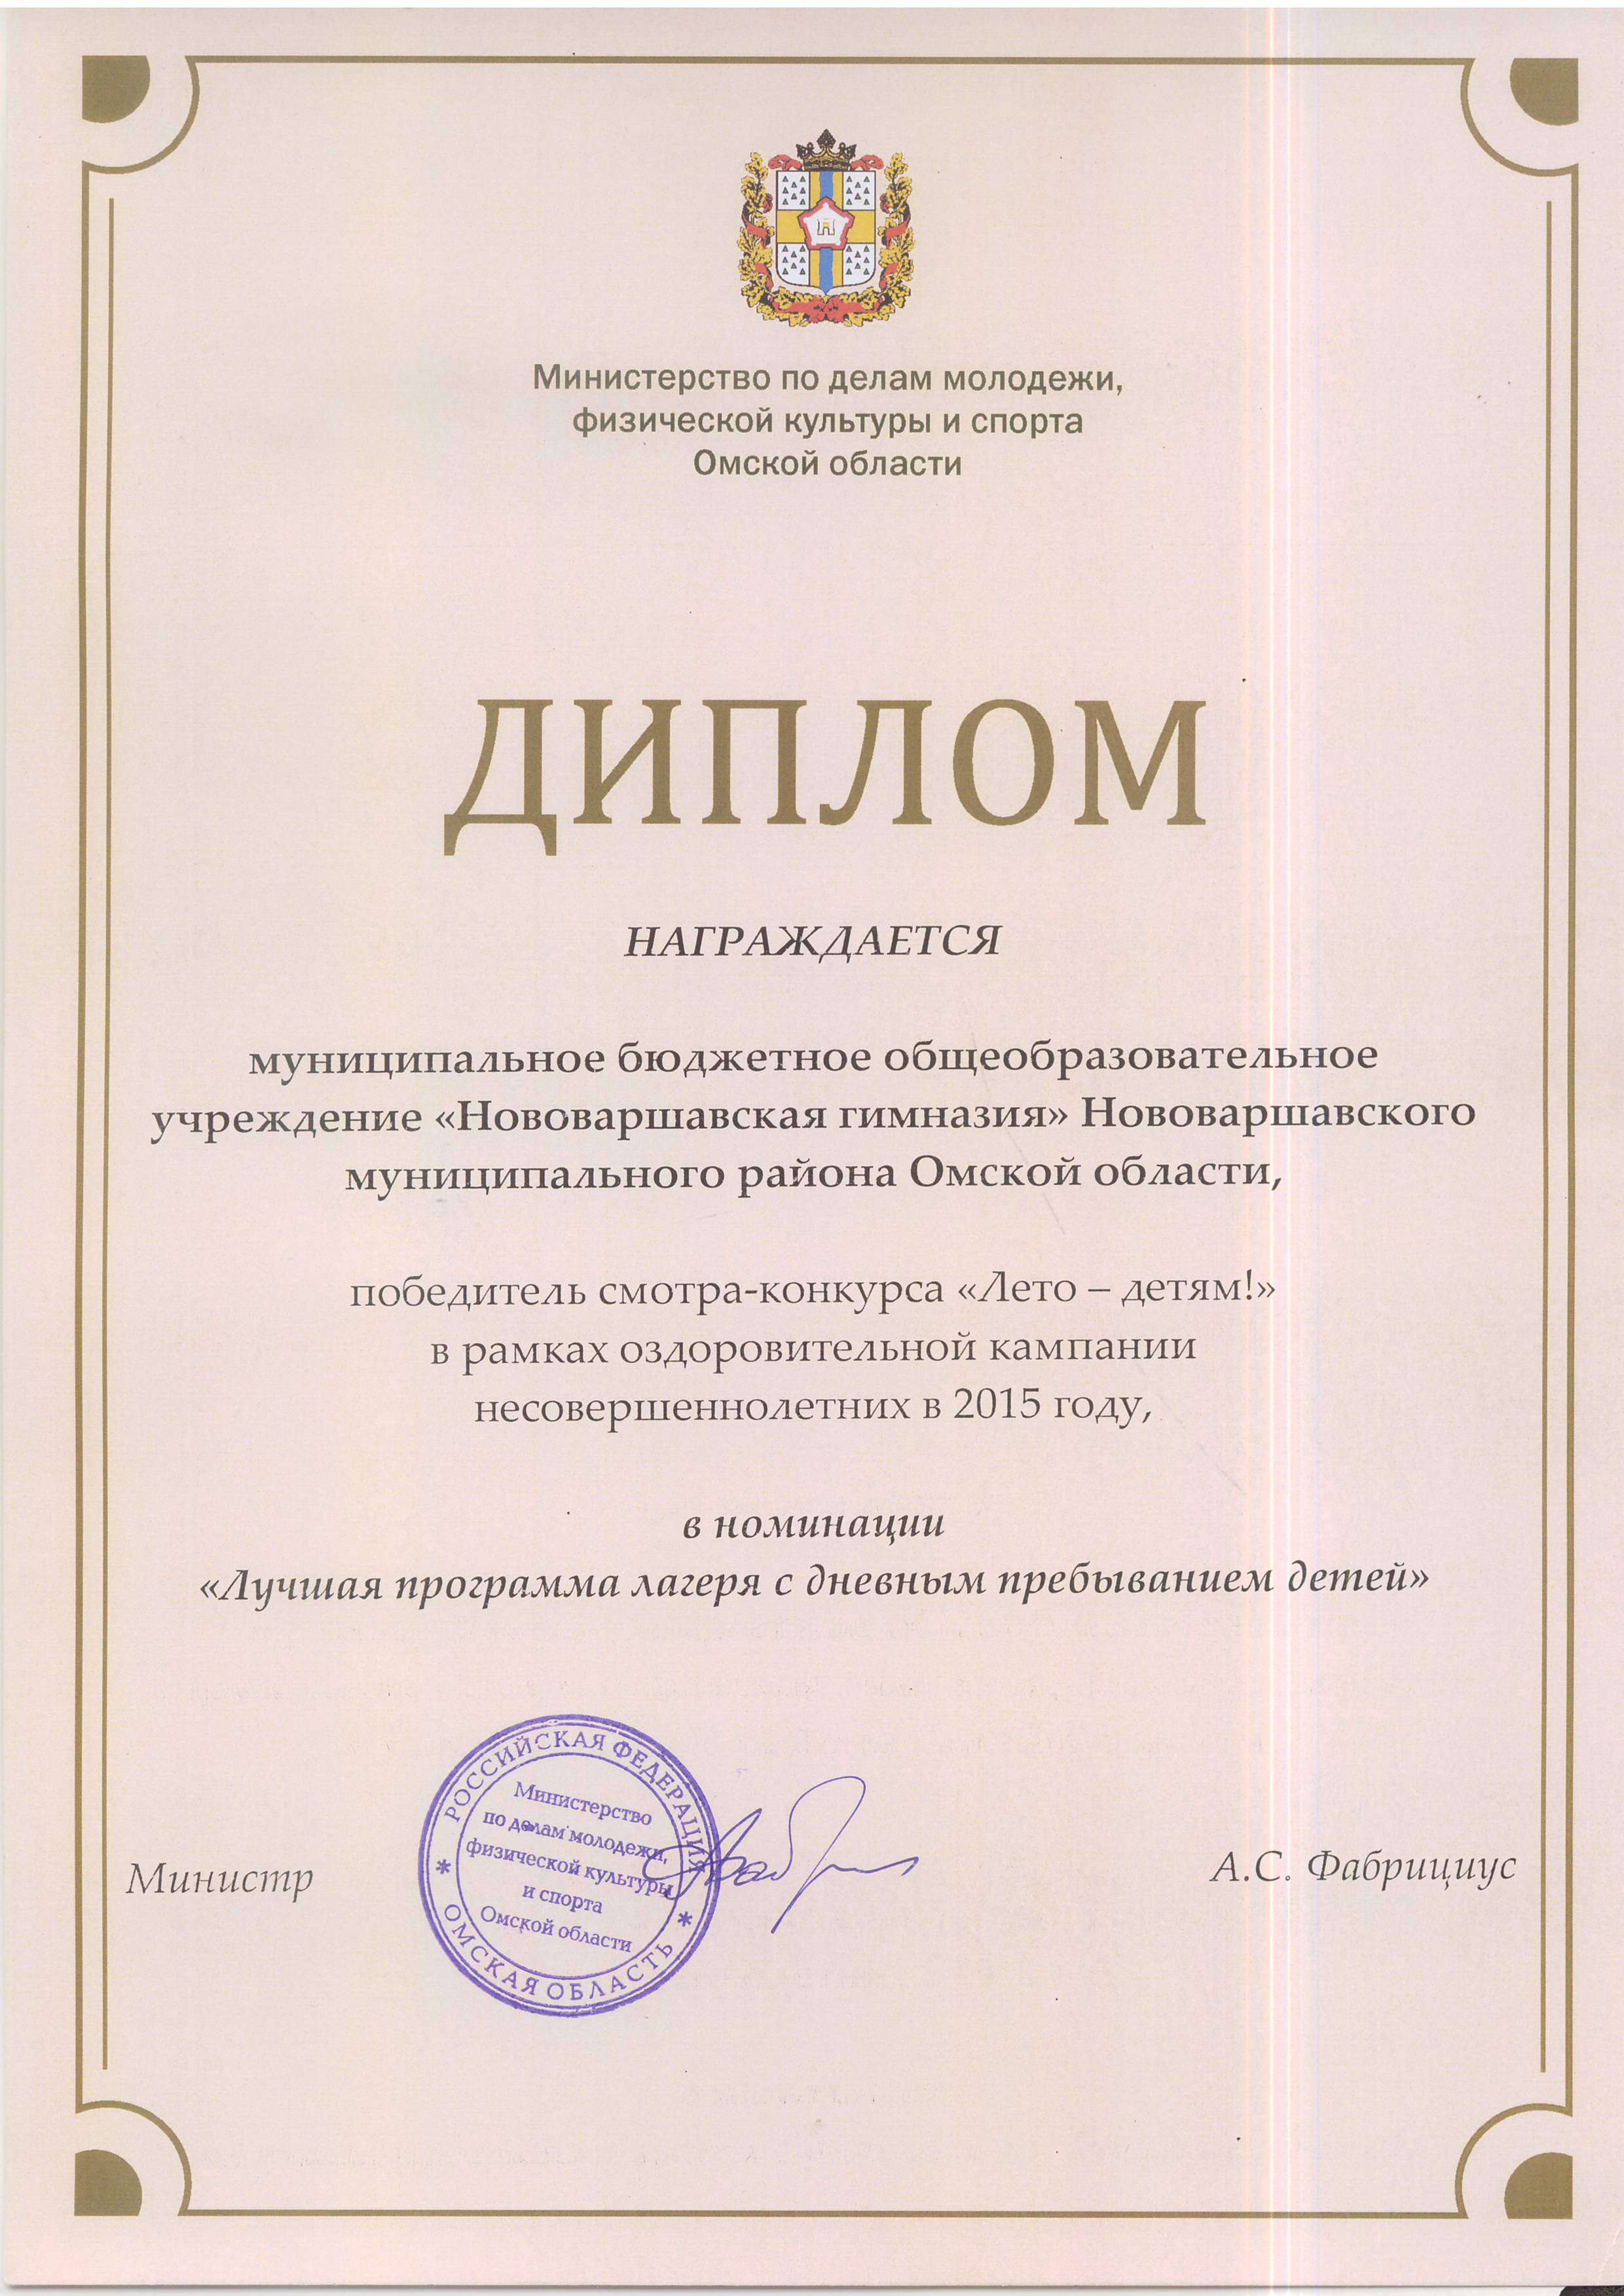 Министерство по делам молодежи,
физической культуры и спорта
Омской области
ДИПЛОМ
НАГРАЖДАЕТСЯ
муниципальное бюджетное общеобразовательное
учреждение «Нововаршавская гимназия» Нововаршавского
муниципального района Омской области,
победитель смотра-конкурса «Лето – детям!»
в рамках оздоровительной кампании
несовершеннолетних в 2015 году,
в номинации
«Лучшая программа лагеря с дневным пребыванием детей»
РОССИЙСКАЯ ФЕДЕРАЦИЯ
Министерство
по делам молодежи,
физической культуры
и спорта
Омской области
* ОМСКАЯ ОБЛАСТЬ *
Министр
А.С. Фабрициус